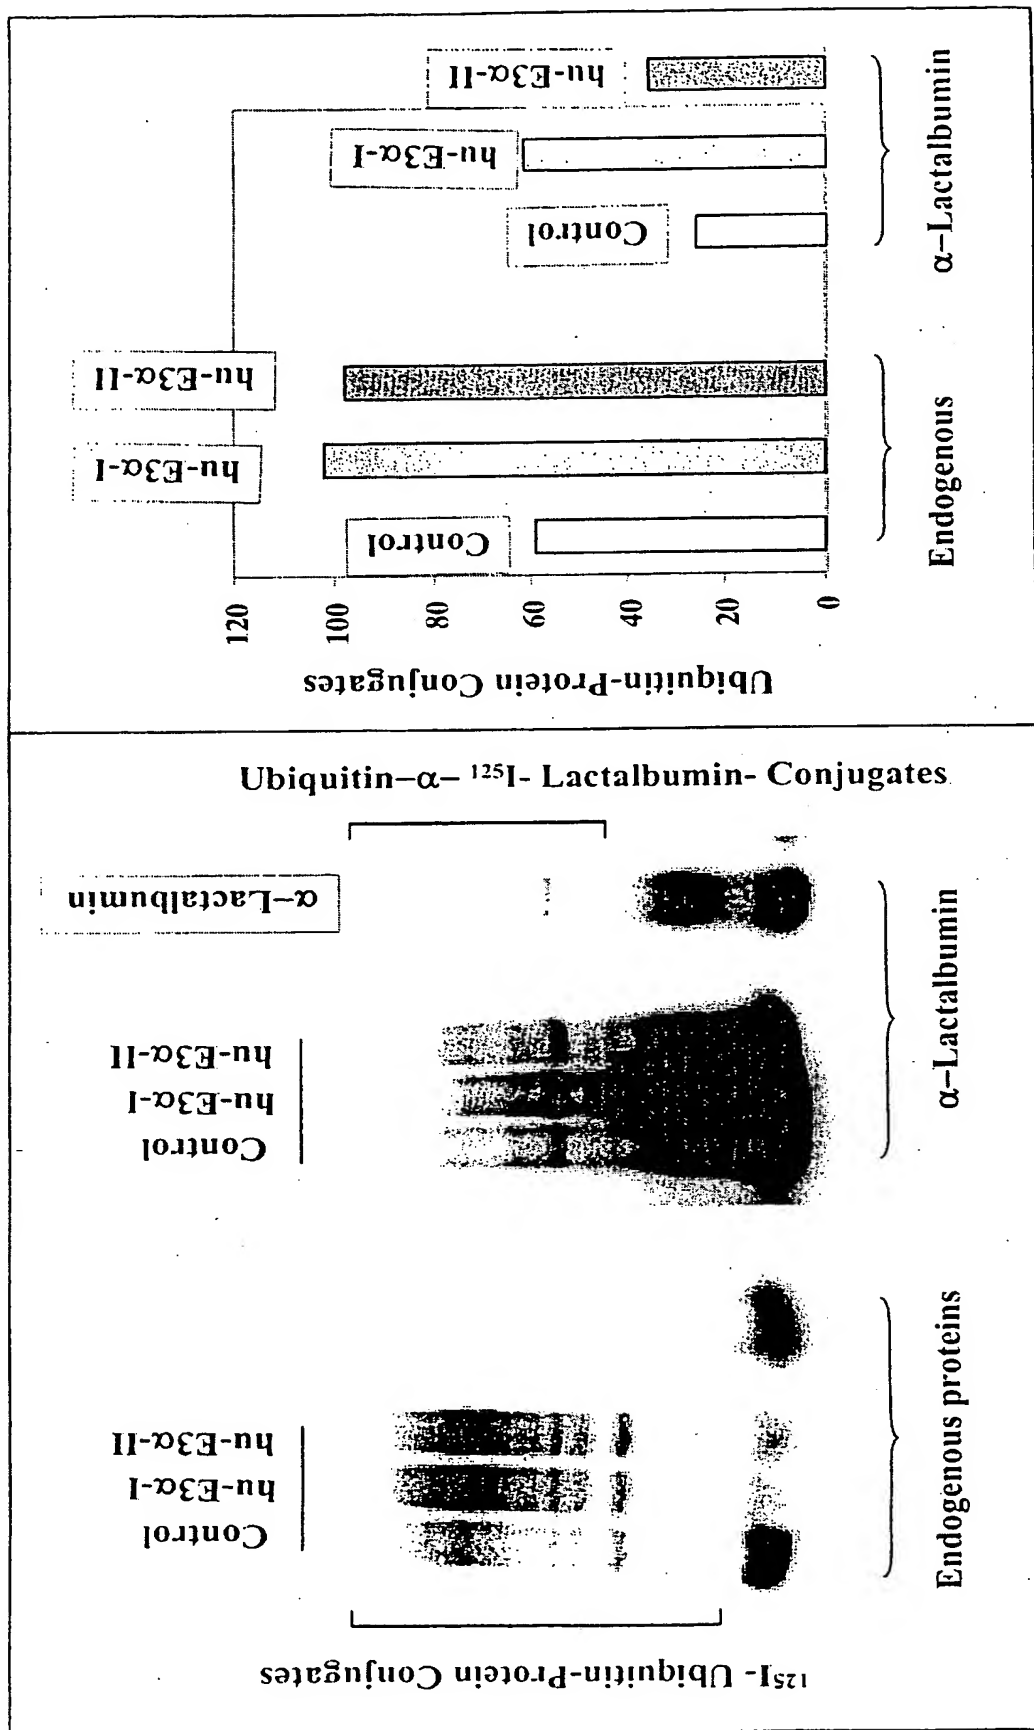 ¹²⁵I- Ubiquitin-Protein Conjugates
Control
hu-E3α-I
hu-E3α-II
Endogenous proteins
Control
hu-E3α-I
hu-E3α-II
α–Lactalbumin
α–Lactalbumin
Ubiquitin–α– ¹²⁵I- Lactalbumin- Conjugates
Ubiquitin-Protein Conjugates
120
100
80
60
40
20
0
Control
hu-E3α-I
hu-E3α-II
Endogenous
Control
hu-E3α-I
hu-E3α-II
α–Lactalbumin